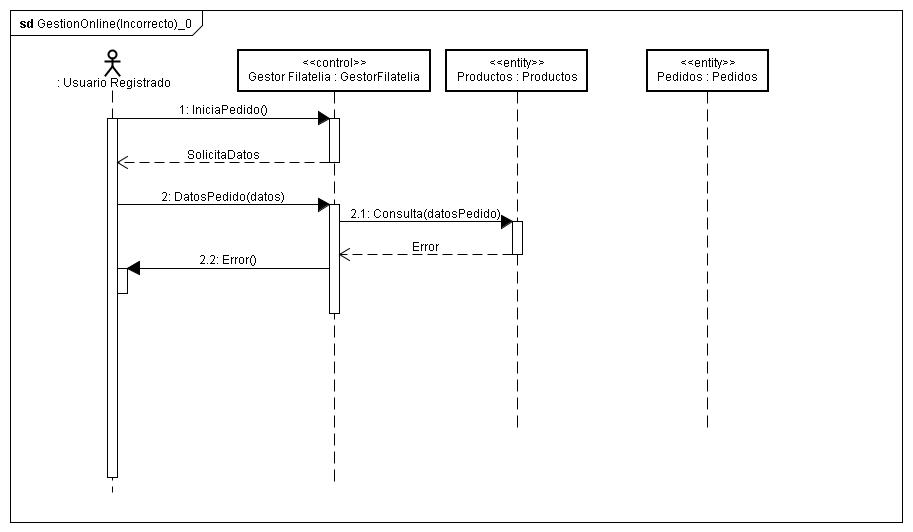 sd GestionOnline(Incorrecto)_0
: Usuario Registrado
<<control>>
Gestor Filatelia : GestorFilatelia
<<entity>>
Productos : Productos
<<entity>>
Pedidos : Pedidos
1: IniciaPedido()
SolicitaDatos
2: DatosPedido(datos)
2.1: Consulta(datosPedido)
Error
2.2: Error()